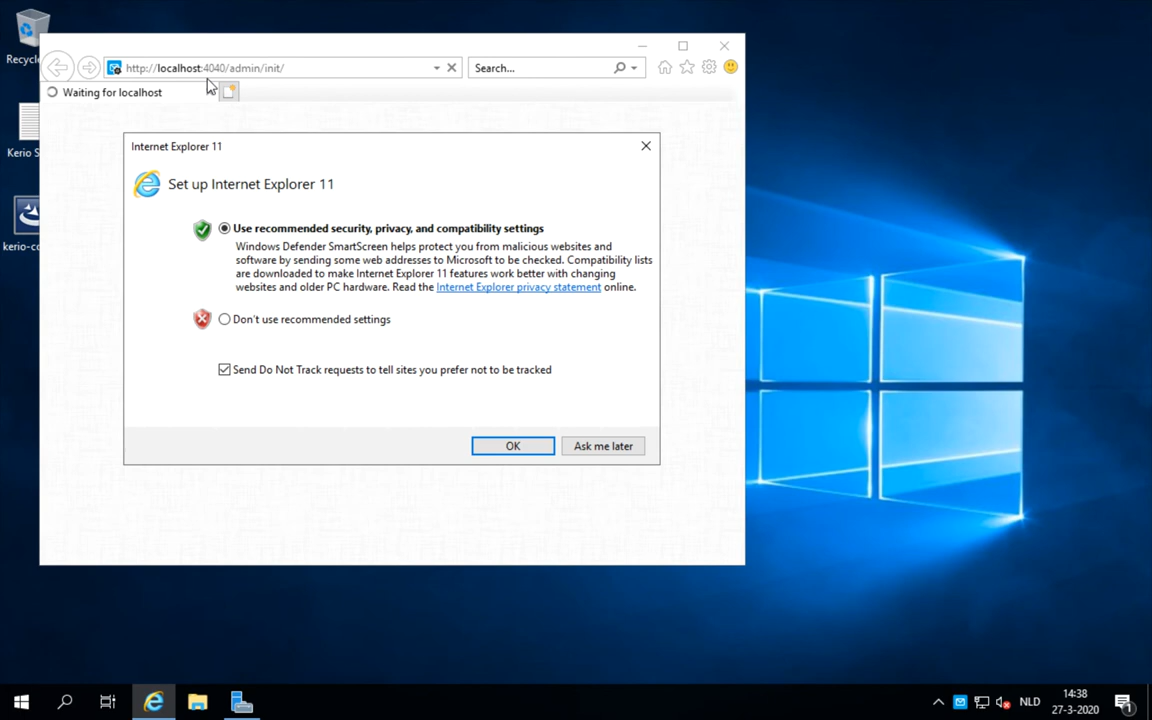 Recycle
http://localhost:4040/admin/init/
Search...
Waiting for localhost
Kerio S
kerio-co
Internet Explorer 11
Set up Internet Explorer 11
Use recommended security, privacy, and compatibility settings
Windows Defender SmartScreen helps protect you from malicious websites and
software by sending some web addresses to Microsoft to be checked. Compatibility lists
are downloaded to make Internet Explorer 11 features work better with changing
websites and older PC hardware. Read the Internet Explorer privacy statement online.
Don't use recommended settings
Send Do Not Track requests to tell sites you prefer not to be tracked
OK
Ask me later
NLD
14:38
27-3-2020
1